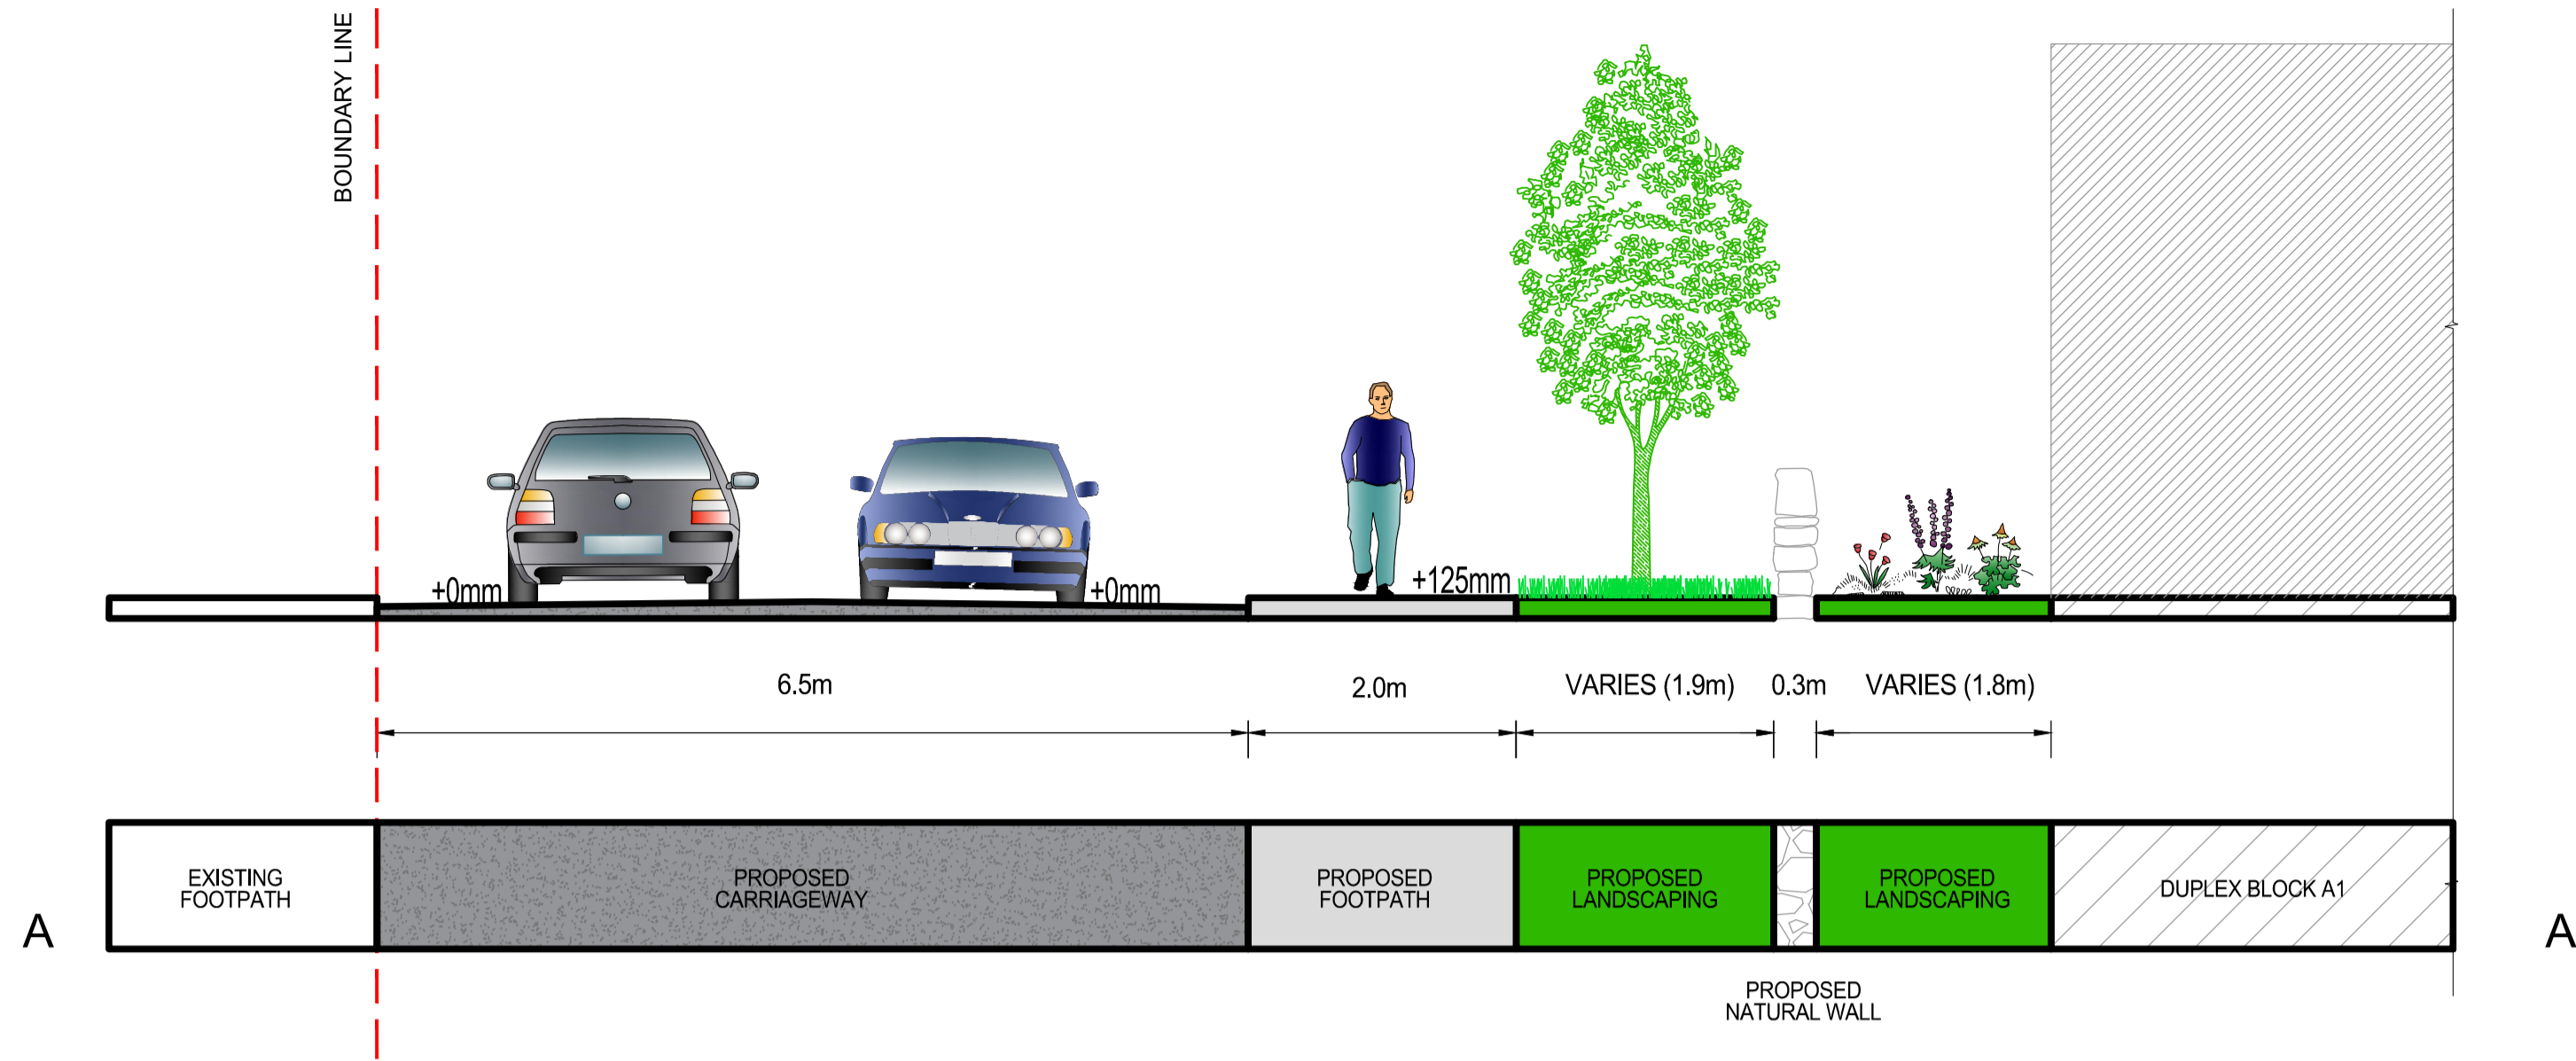 BOUNDARY LINE
+0mm
+0mm
+125mm
6.5m
2.0m
VARIES (1.9m)
0.3m
VARIES (1.8m)
EXISTING
FOOTPATH
PROPOSED
CARRIAGEWAY
PROPOSED
FOOTPATH
PROPOSED
LANDSCAPING
PROPOSED
LANDSCAPING
DUPLEX BLOCK A1
A
A
PROPOSED
NATURAL WALL